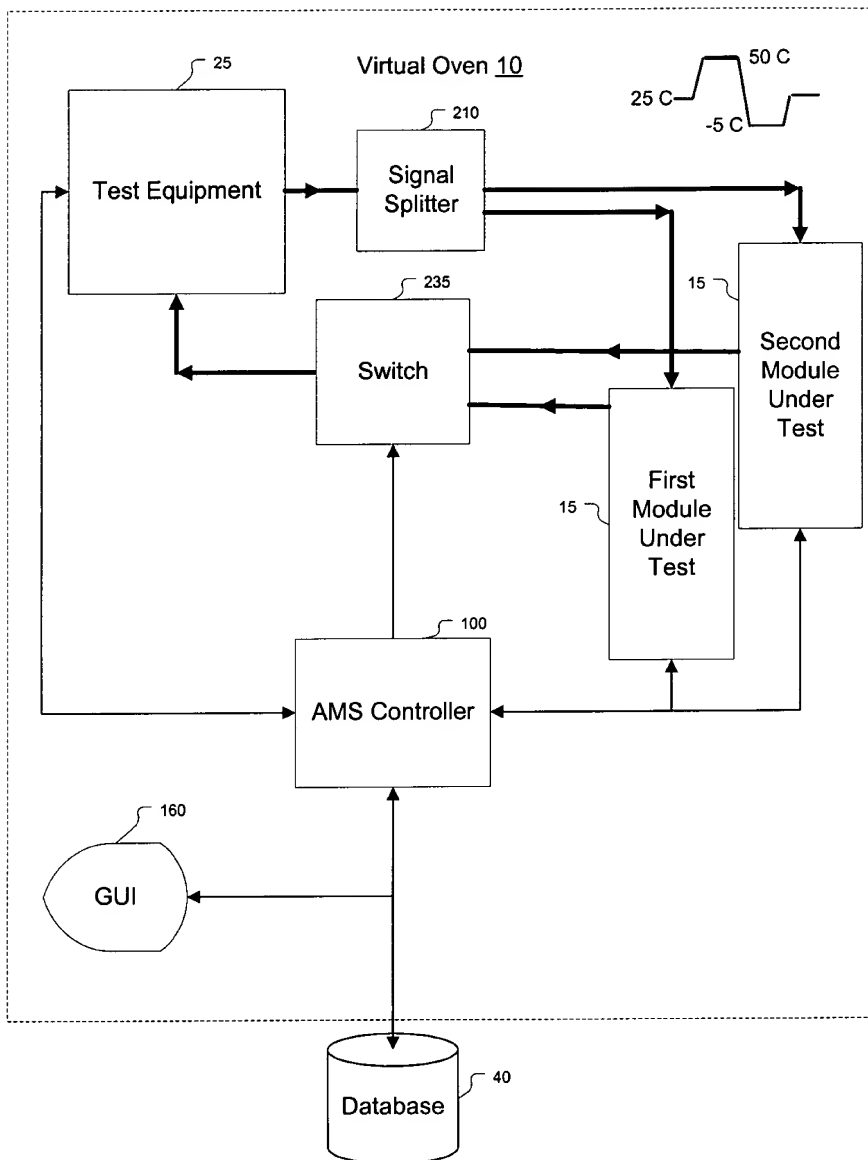 25
Virtual Oven 10
50 C
25 C
-5 C
210
Test Equipment
Signal
Splitter
235
15
Switch
Second
Module
Under
Test
First
Module
Under
Test
15
100
AMS Controller
160
GUI
40
Database